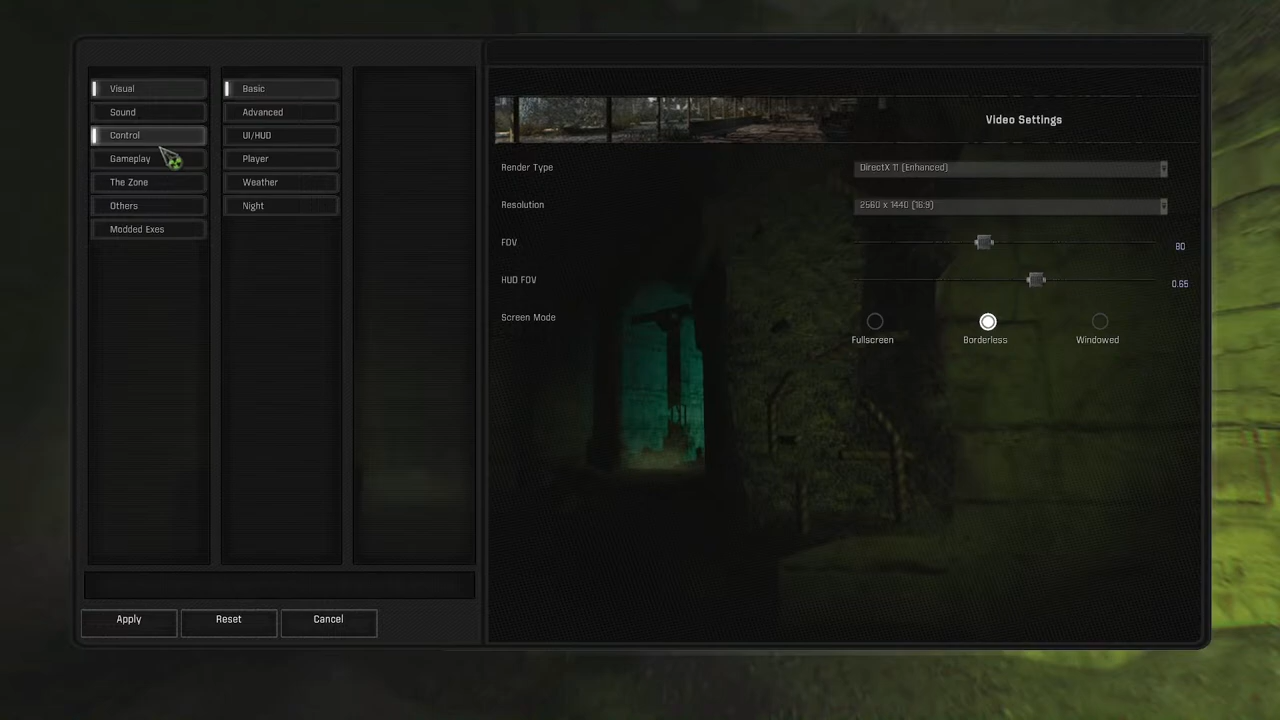 Visual
Sound
Control
Gameplay
The Zone
Others
Modded Exes
Basic
Advanced
UI/HUD
Player
Weather
Night
Video Settings
Render Type
DirectX 11 (Enhanced)
Resolution
2560 x 1440 (16:9)
FOV
80
HUD FOV
0.65
Screen Mode
Fullscreen
Borderless
Windowed
Apply
Reset
Cancel